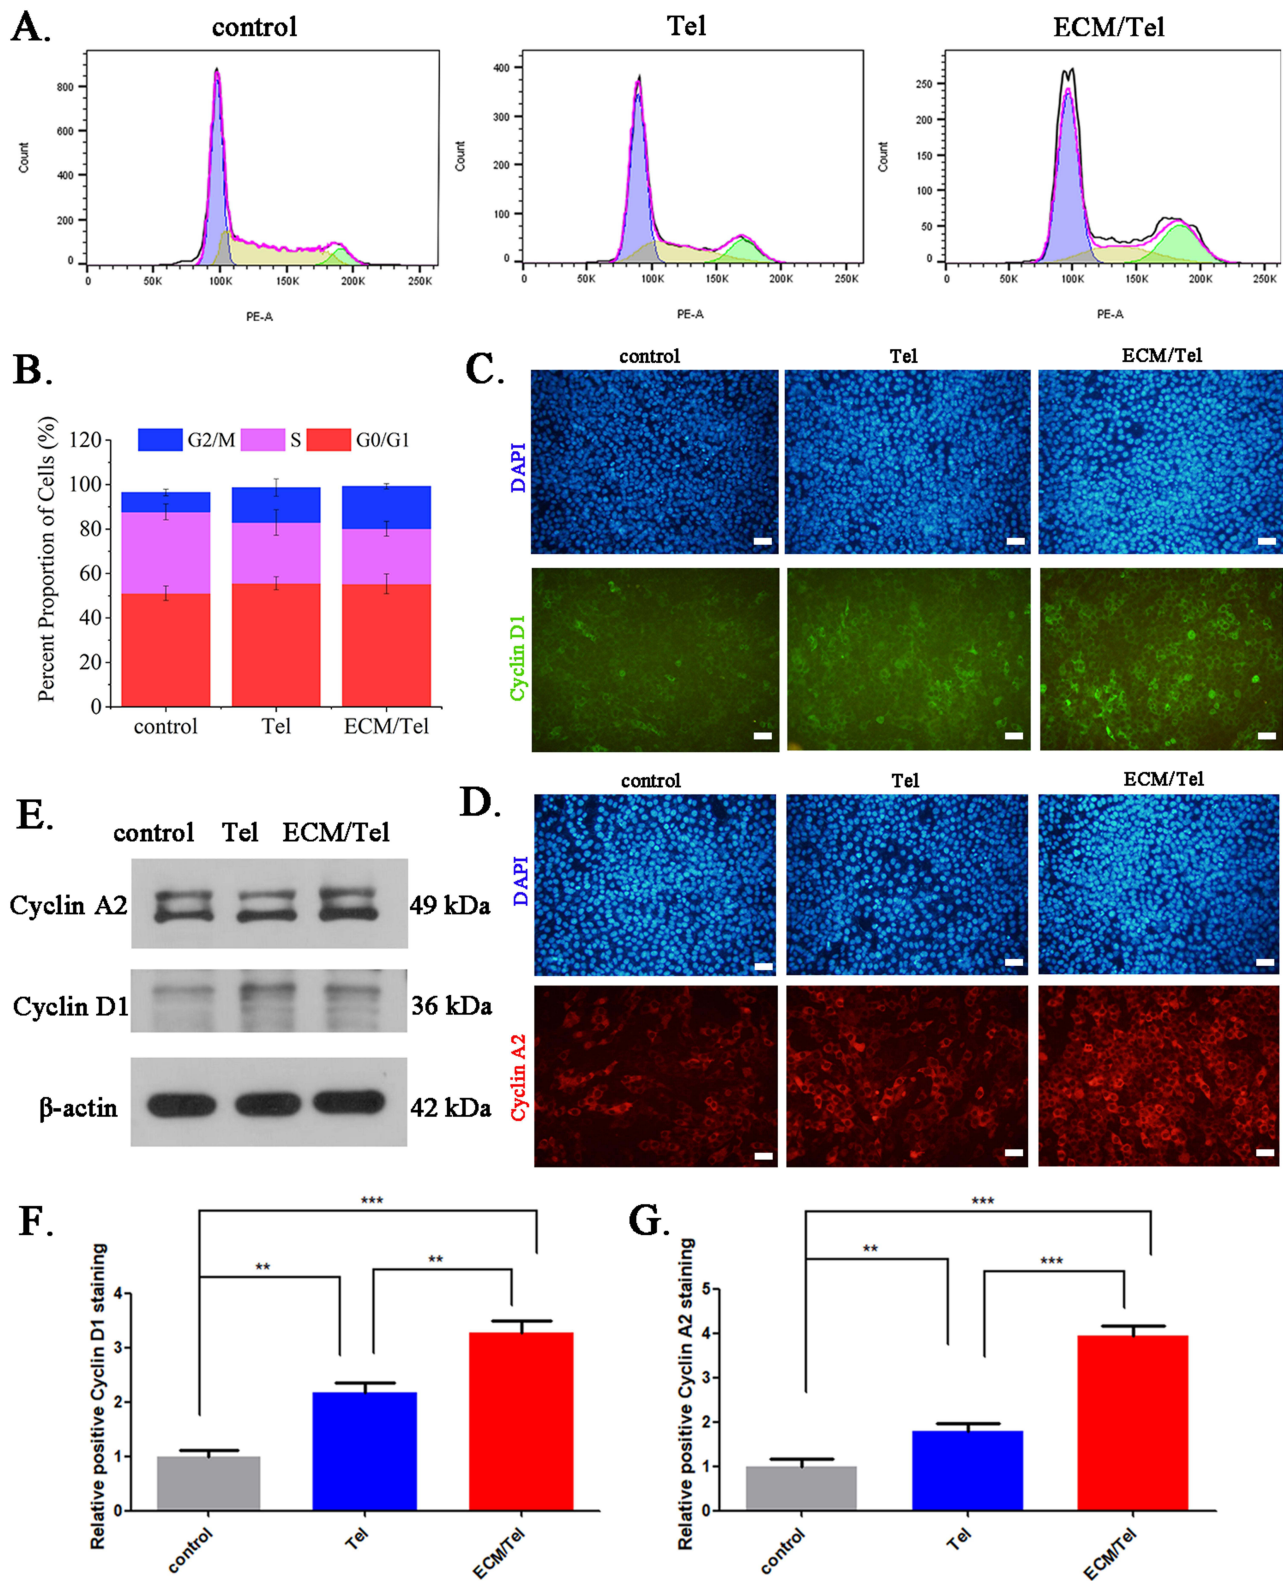 A.
control
Tel
ECM/Tel
Count
800
600
400
200
0
0
50K
100K
150K
200K
250K
PE-A
Count
400
300
200
100
0
0
50K
100K
150K
200K
250K
PE-A
Count
250
200
150
100
50
0
0
50K
100K
150K
200K
250K
PE-A
B.
Percent Proportion of Cells (%)
120
100
80
60
40
20
0
G2/M
S
G0/G1
control
Tel
ECM/Tel
C.
control
Tel
ECM/Tel
DAPI
Cyclin D1
E.
control
Tel
ECM/Tel
Cyclin A2
49 kDa
Cyclin D1
36 kDa
β-actin
42 kDa
D.
control
Tel
ECM/Tel
DAPI
Cyclin A2
F.
Relative positive Cyclin D1 staining
4
3
2
1
0
***
**
**
control
Tel
ECM/Tel
G.
Relative positive Cyclin A2 staining
5
4
3
2
1
0
***
**
***
control
Tel
ECM/Tel